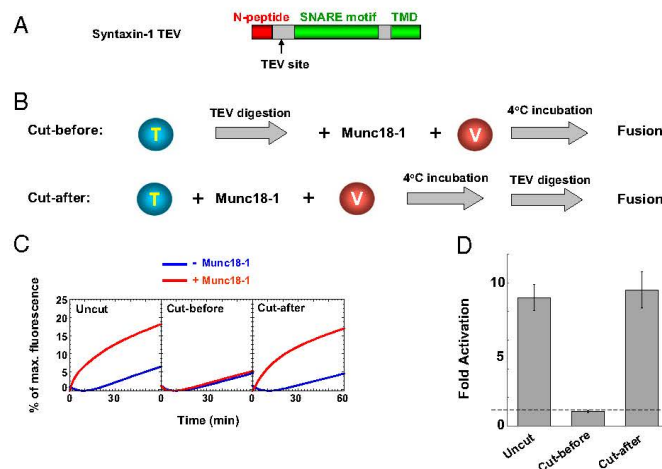 A
N-peptide SNARE motif TMD
Syntaxin-1 TEV
TEV site
B
Cut-before: T TEV digestion + Munc18-1 + V 4°C incubation Fusion
Cut-after: T + Munc18-1 + V 4°C incubation TEV digestion Fusion
C
- Munc18-1
+ Munc18-1
% of max. fluorescence
25
20
15
10
5
0
Uncut Cut-before Cut-after
0 30 0 30 0 30 60
Time (min)
D
Fold Activation
10
5
0
Uncut Cut-before Cut-after